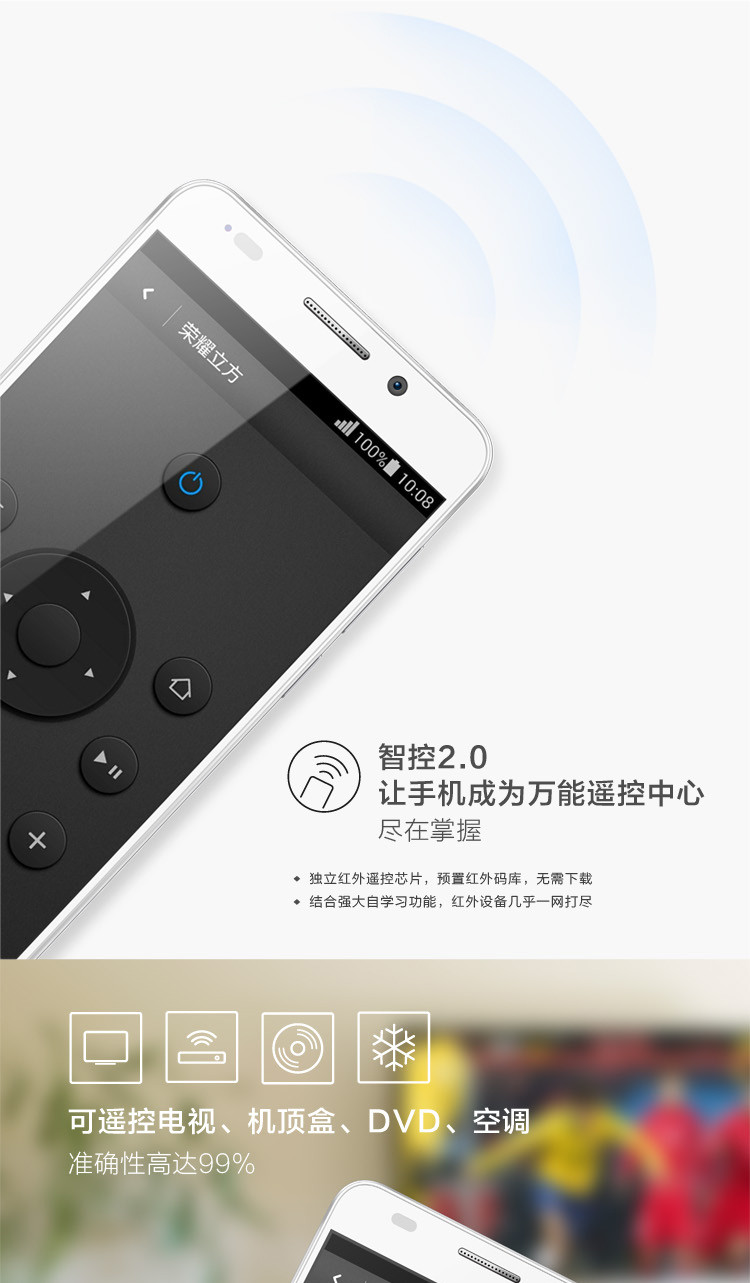 荣耀立方
100%
10:08
智控2.0
让手机成为万能遥控中心
尽在掌握
独立红外遥控芯片，预置红外码库，无需下载
结合强大自学习功能，红外设备几乎一网打尽
可遥控电视、机顶盒、DVD、空调
准确性高达99%